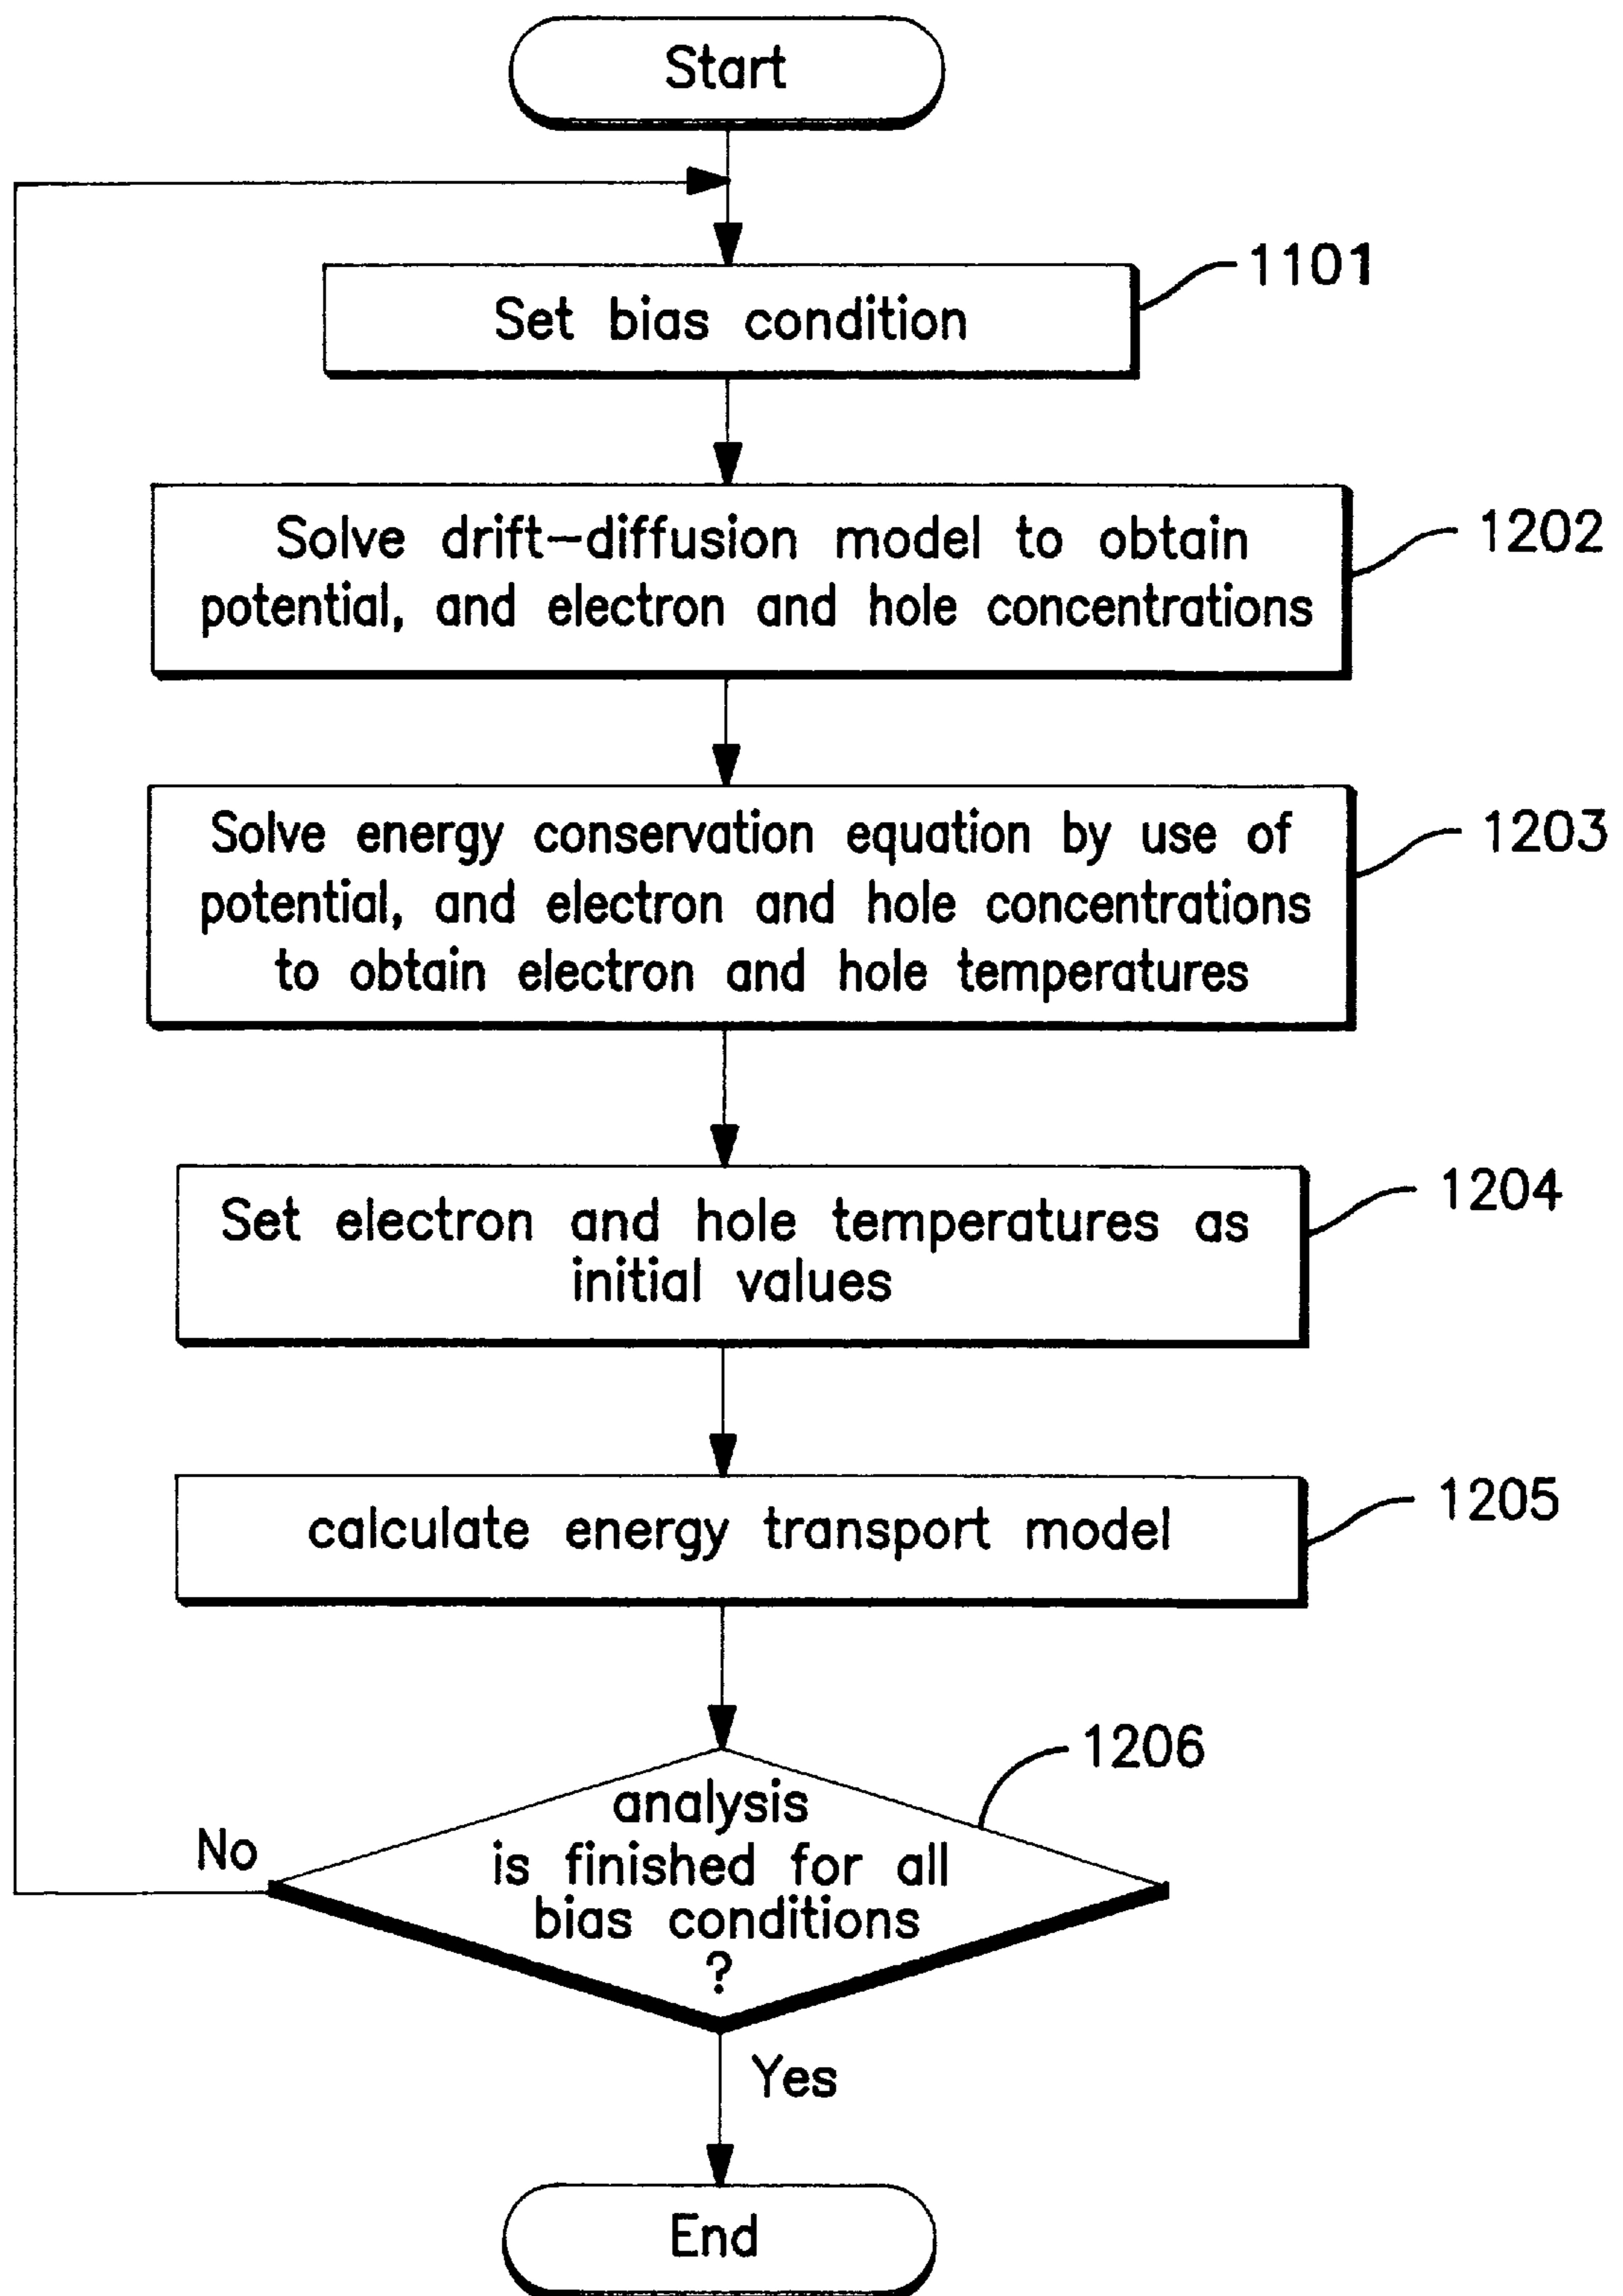 Start
1101
Set bias condition
1202
Solve drift-diffusion model to obtain
potential, and electron and hole concentrations
1203
Solve energy conservation equation by use of
potential, and electron and hole concentrations
to obtain electron and hole temperatures
1204
Set electron and hole temperatures as
initial values
1205
calculate energy transport model
1206
analysis
is finished for all
bias conditions
?
No
Yes
End